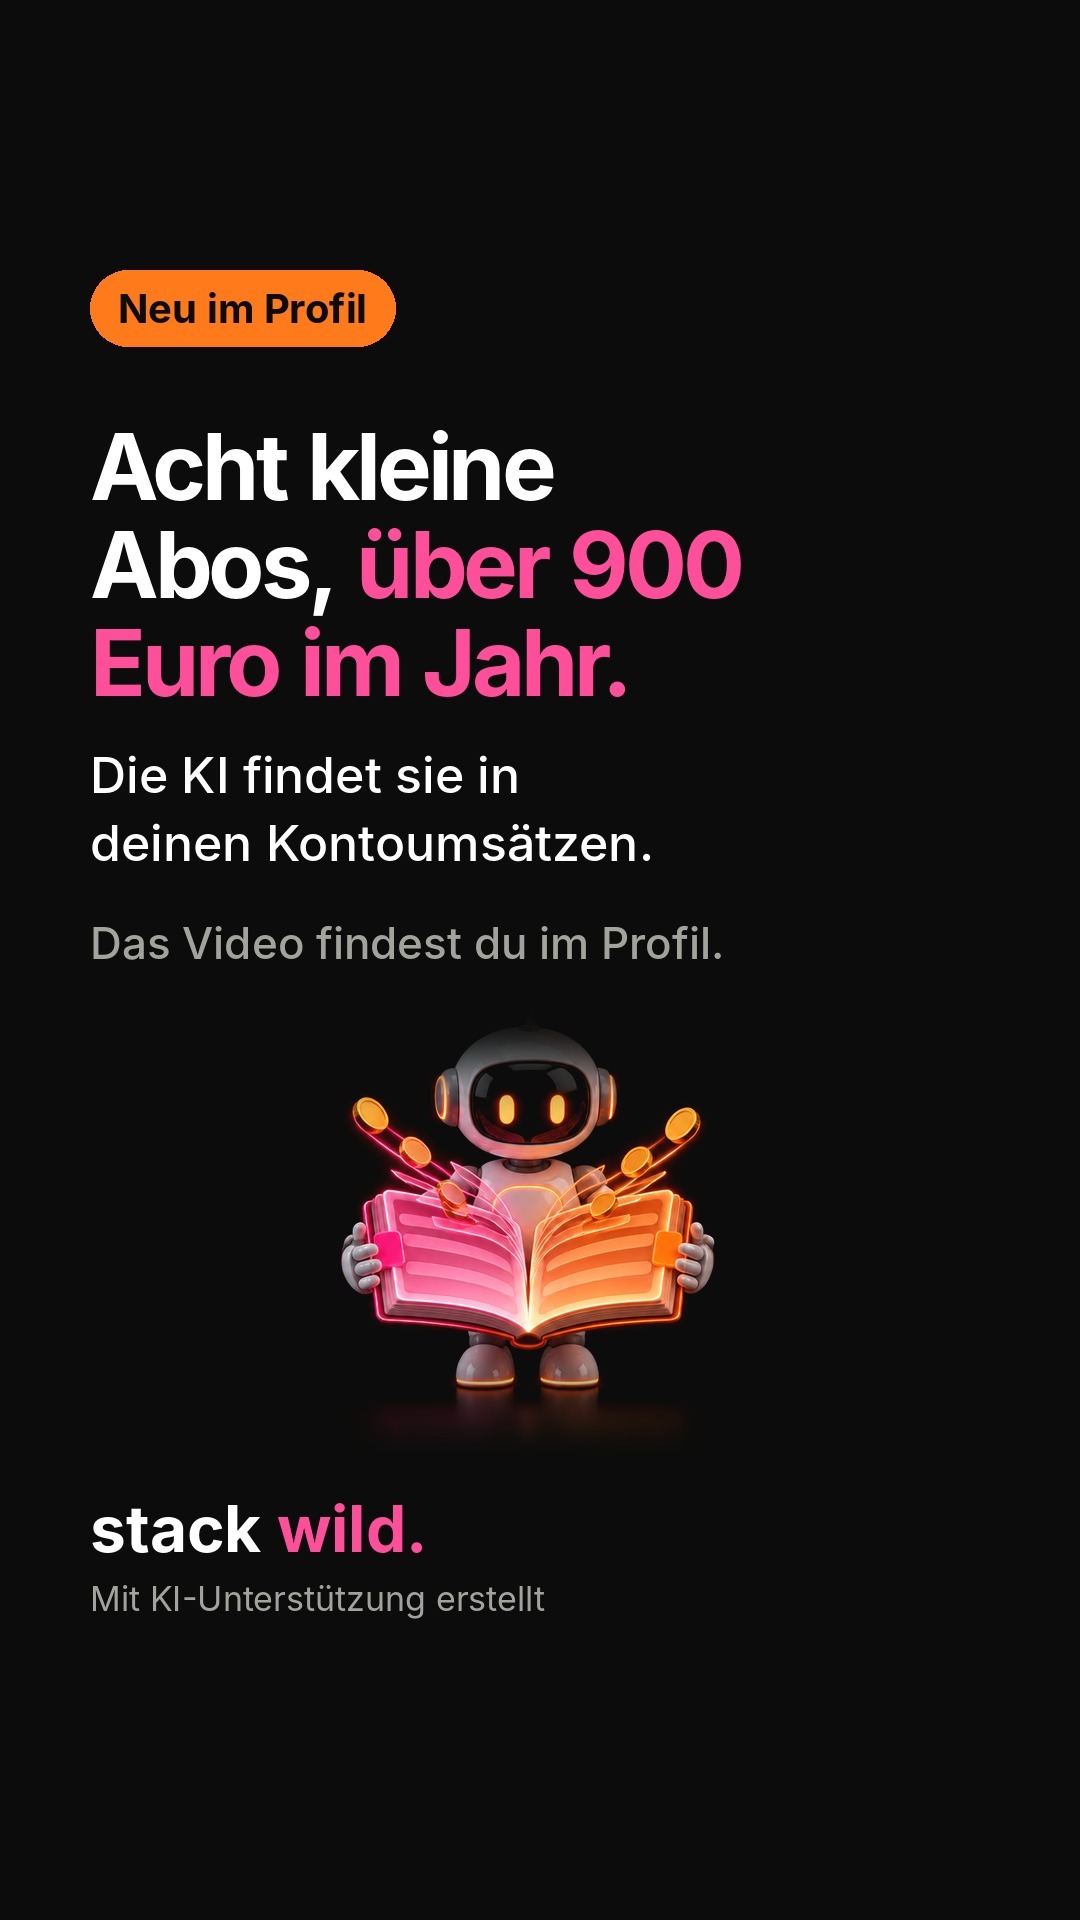 Neu im Profil
Acht kleine
Abos, über 900
Euro im Jahr.
Die KI findet sie in
deinen Kontoumsätzen.
Das Video findest du im Profil.
stack wild.
Mit KI-Unterstützung erstellt